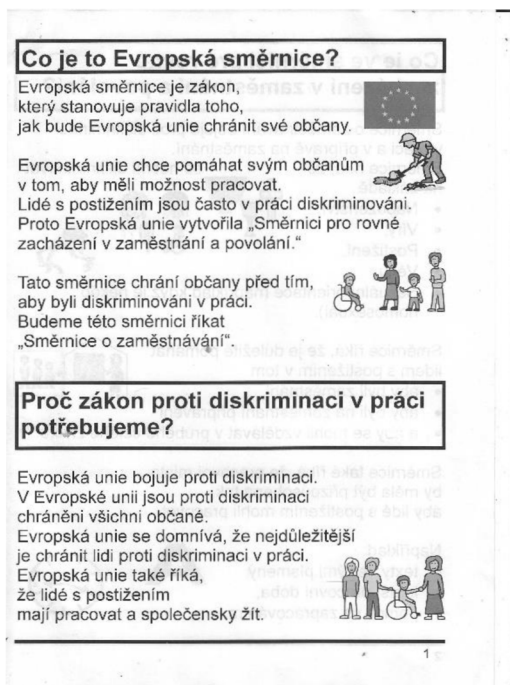 Co je to Evropská směrnice?
Evropská směrnice je zákon,
který stanovuje pravidla toho,
jak bude Evropská unie chránit své občany.
Evropská unie chce pomáhat svým občanům
v tom, aby měli možnost pracovat.
Lidé s postižením jsou často v práci diskriminováni.
Proto Evropská unie vytvořila „Směrnici pro rovné
zacházení v zaměstnání a povolání.“
Tato směrnice chrání občany před tím,
aby byli diskriminováni v práci.
Budeme této směrnici říkat
„Směrnice o zaměstnávání“.
Proč zákon proti diskriminaci v práci
potřebujeme?
Evropská unie bojuje proti diskriminaci.
V Evropské unii jsou proti diskriminaci
chráněni všichni občané.
Evropská unie se domnívá, že nejdůležitější
je chránit lidi proti diskriminaci v práci.
Evropská unie také říká,
že lidé s postižením
mají pracovat a společensky žít.
1